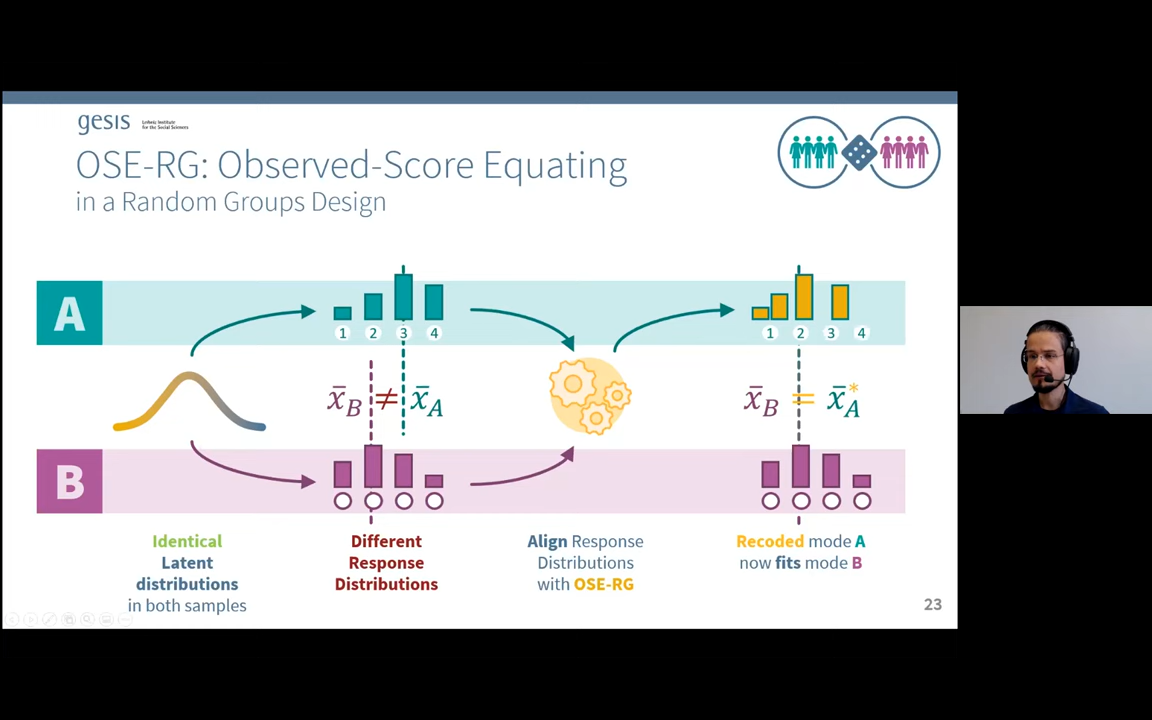 gesis
Leibniz Institute
for the Social Sciences
OSE-RG: Observed-Score Equating
in a Random Groups Design
A
1 2 3 4
1 2 3 4
x̄B ≠ x̄A
x̄B = x̄*A
B
Identical
Latent
distributions
in both samples
Different
Response
Distributions
Align Response
Distributions
with OSE-RG
Recoded mode A
now fits mode B
23